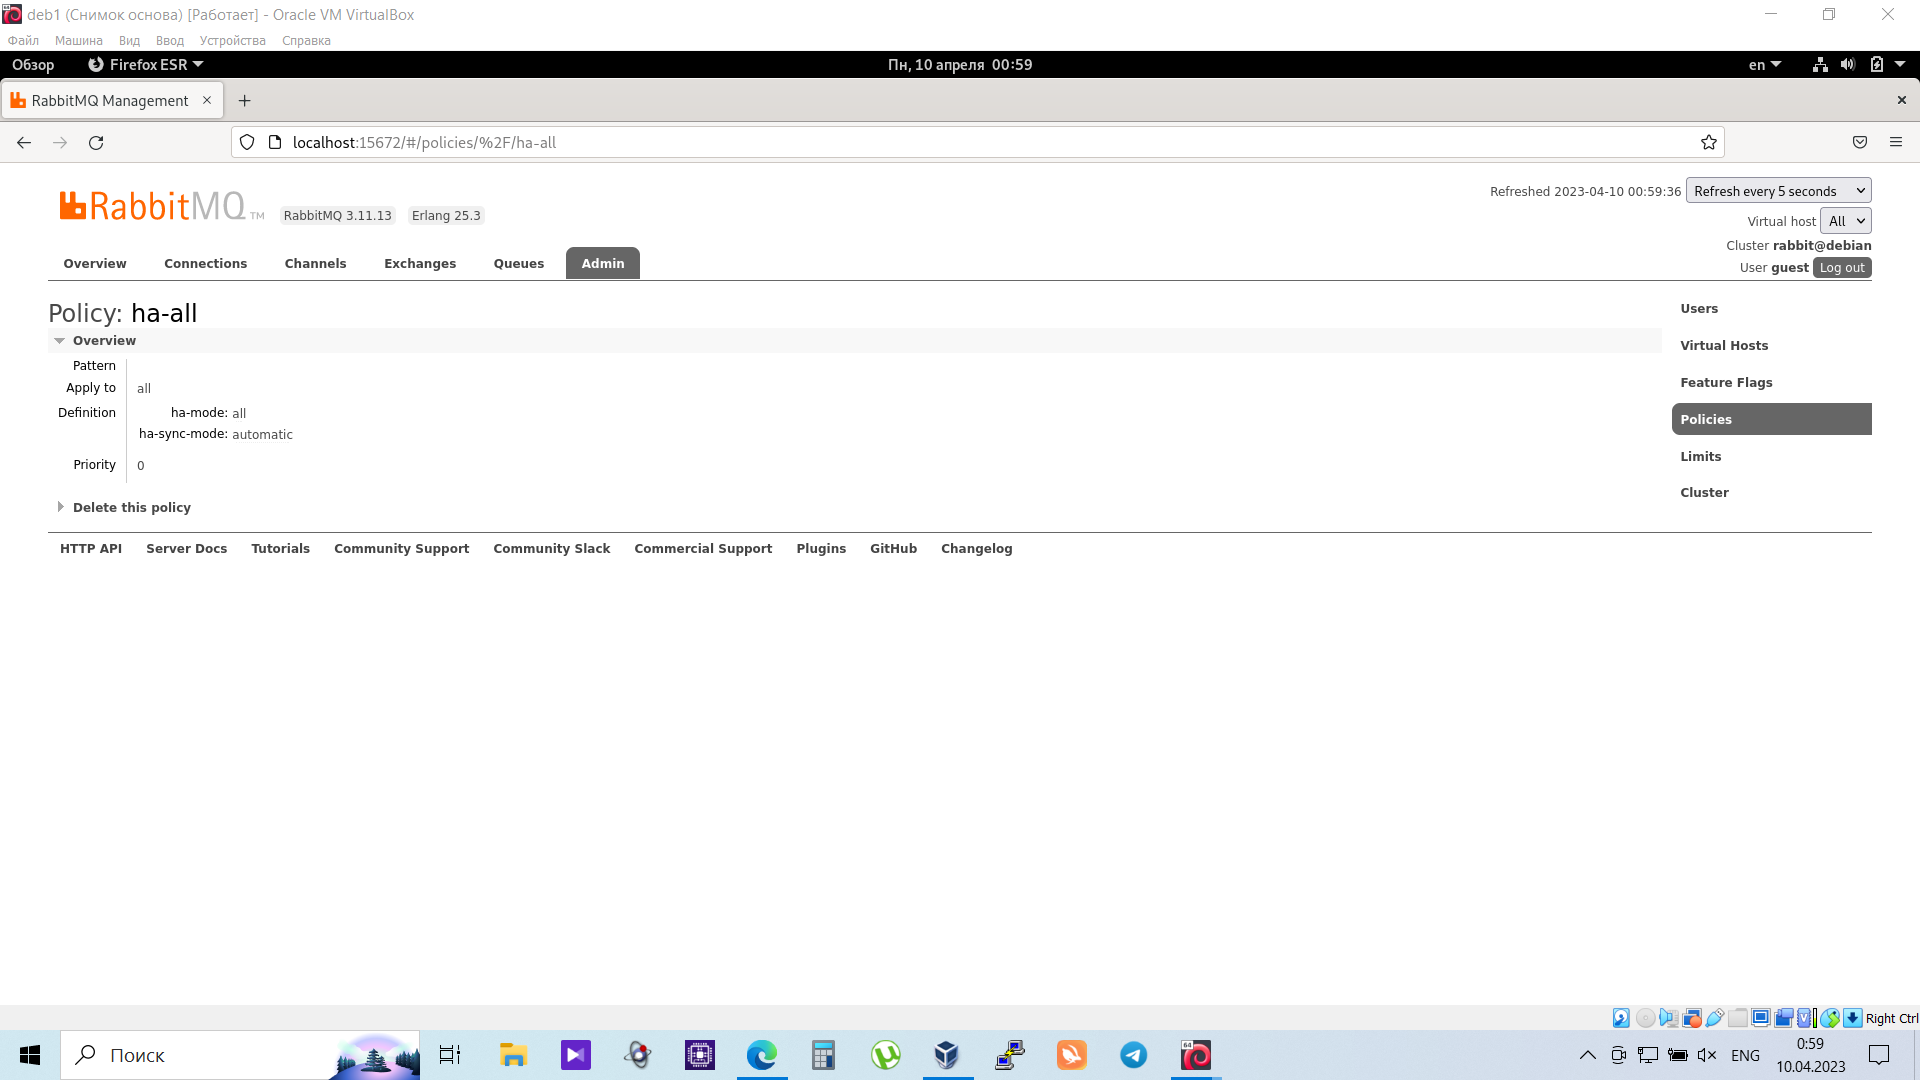 deb1 (Снимок основа) [Работает] - Oracle VM VirtualBox
Файл Машина Вид Ввод Устройства Справка
Обзор Firefox ESR Пн, 10 апреля 00:59 en
RabbitMQ Management
localhost:15672/#/policies/%2F/ha-all
RabbitMQ TM RabbitMQ 3.11.13 Erlang 25.3
Refreshed 2023-04-10 00:59:36 Refresh every 5 seconds
Virtual host All
Cluster rabbit@debian
User guest Log out
Overview Connections Channels Exchanges Queues Admin
Policy: ha-all
Overview
Pattern
Apply to all
Definition ha-mode: all
ha-sync-mode: automatic
Priority 0
Delete this policy
Users
Virtual Hosts
Feature Flags
Policies
Limits
Cluster
HTTP API Server Docs Tutorials Community Support Community Slack Commercial Support Plugins GitHub Changelog
Right Ctrl
Поиск
64
ENG
0:59
10.04.2023